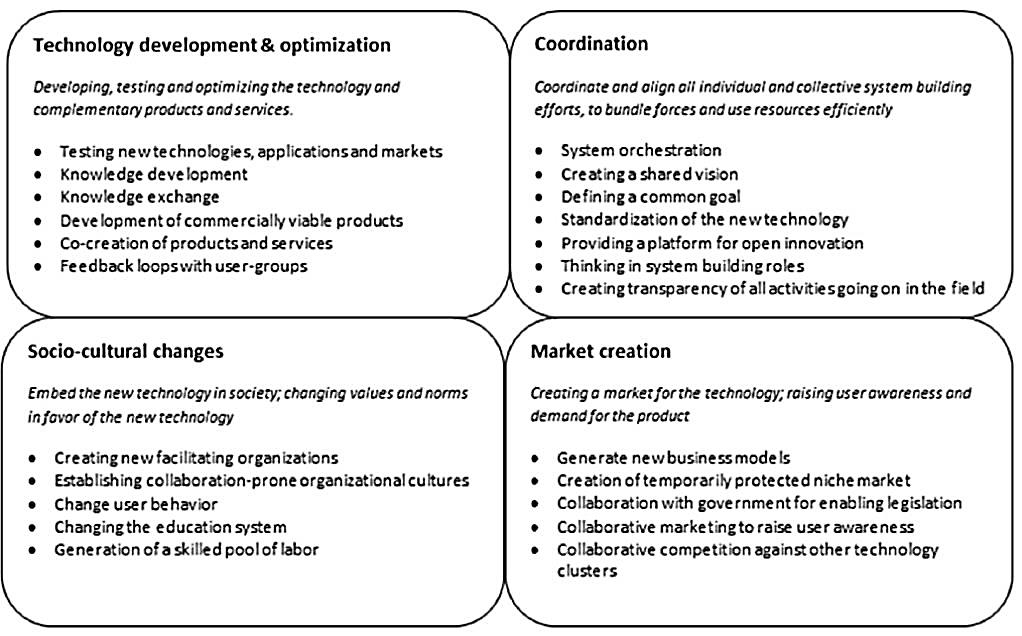 Technology development & optimization
Developing, testing and optimizing the technology and
complementary products and services.
• Testing new technologies, applications and markets
• Knowledge development
• Knowledge exchange
• Development of commercially viable products
• Co-creation of products and services
• Feedback loops with user-groups
Coordination
Coordinate and align all individual and collective system building
efforts, to bundle forces and use resources efficiently
• System orchestration
• Creating a shared vision
• Defining a common goal
• Standardization of the new technology
• Providing a platform for open innovation
• Thinking in system building roles
• Creating transparency of all activities going on in the field
Socio-cultural changes
Embed the new technology in society; changing values and norms
in favor of the new technology
• Creating new facilitating organizations
• Establishing collaboration-prone organizational cultures
• Change user behavior
• Changing the education system
• Generation of a skilled pool of labor
Market creation
Creating a market for the technology; raising user awareness and
demand for the product
• Generate new business models
• Creation of temporarily protected niche market
• Collaboration with government for enabling legislation
• Collaborative marketing to raise user awareness
• Collaborative competition against other technology
clusters